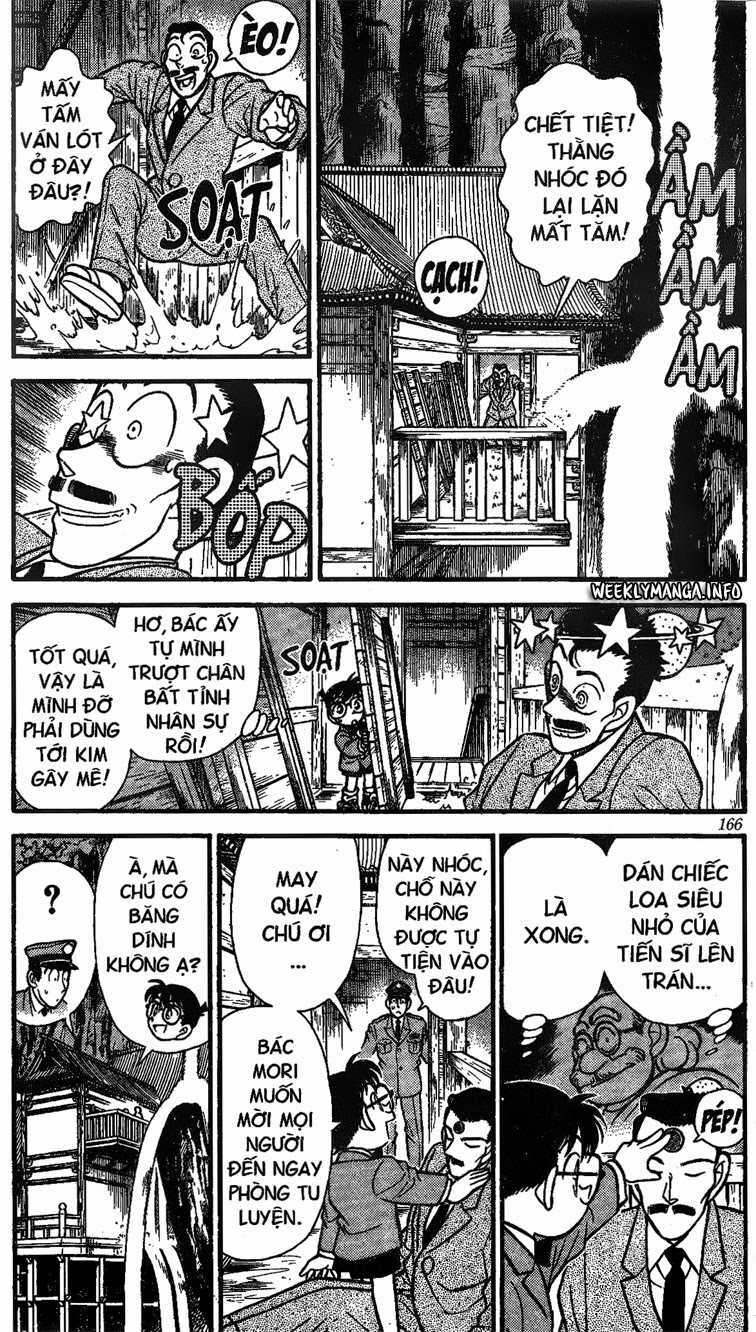 ẦM
ẦM
ẦM
CHẾT TIỆT!
THẰNG
NHÓC ĐÓ
LẠI LẶN
MẤT TĂM!
CẠCH!
ÈO!
MẤY
TẤM
VÁN LÓT
Ở ĐÂY
ĐÂU?!
SOẠT
BỐP
WEEKLYMANGA.INFO
SOẠT
HƠ, BÁC ẤY
TỰ MÌNH
TRƯỢT CHÂN
BẤT TỈNH
NHÂN SỰ
RỒI!
TỐT QUÁ,
VẬY LÀ
MÌNH ĐỠ
PHẢI DÙNG
TỚI KIM
GÂY MÊ!
166
DÁN CHIẾC
LOA SIÊU
NHỎ CỦA
TIẾN SĨ LÊN
TRÁN...
LÀ
XONG.
PÉP!
NÀY NHÓC,
CHỖ NÀY
KHÔNG
ĐƯỢC TỰ
TIỆN VÀO
ĐÂU!
MAY
QUÁ!
CHÚ ƠI
...
BÁC
MORI
MUỐN
MỜI MỌI
NGƯỜI
ĐẾN NGAY
PHÒNG TU
LUYỆN.
À, MÀ
CHÚ CÓ
BĂNG
DÍNH
KHÔNG Ạ?
?